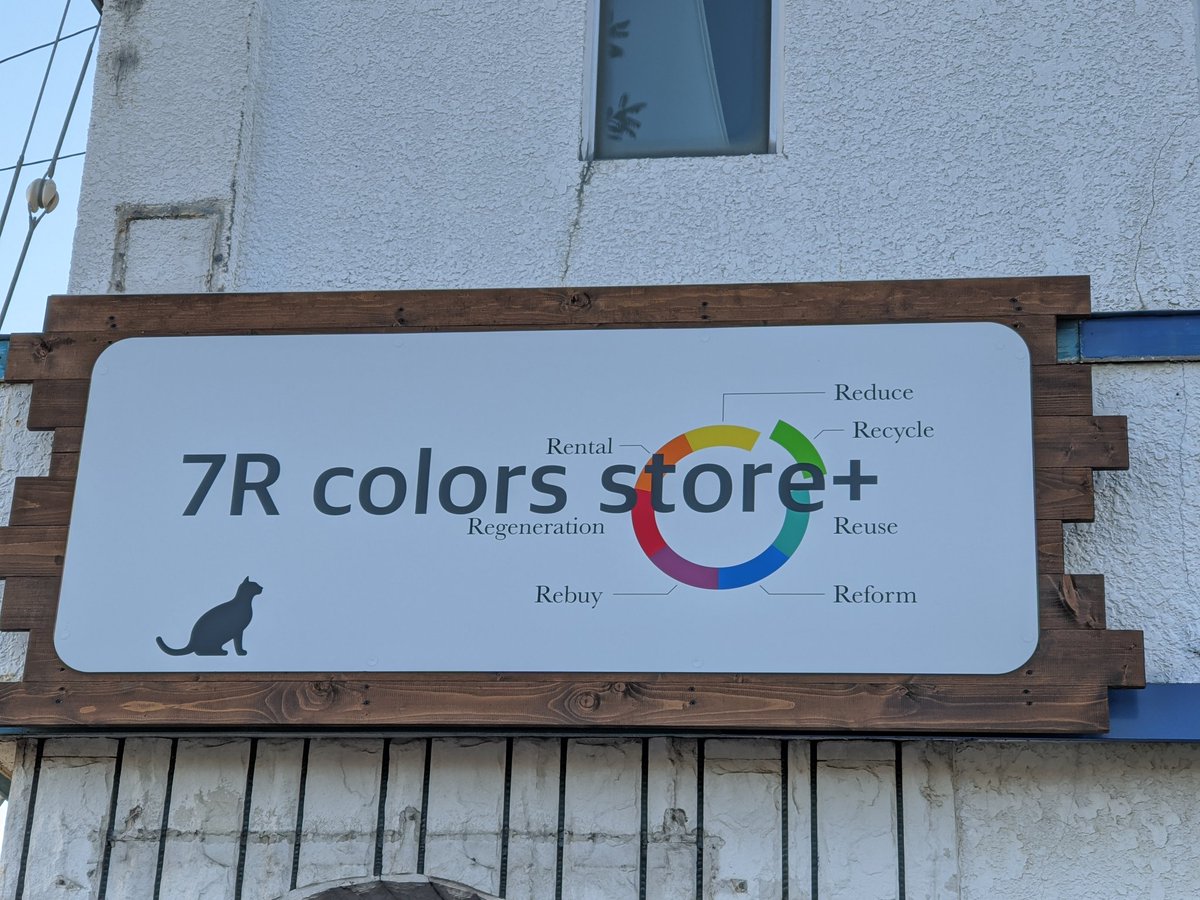 7R colors store+
Reduce
Recycle
Rental
Regeneration
Reuse
Rebuy
Reform